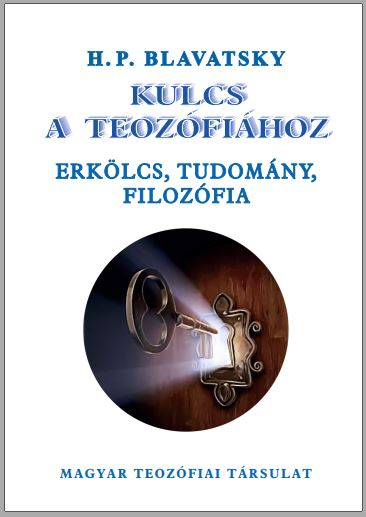 H. P. BLAVATSKY
KULCS
A TEOZÓFIÁHOZ
ERKÖLCS, TUDOMÁNY,
FILOZÓFIA
MAGYAR TEOZÓFIAI TÁRSULAT